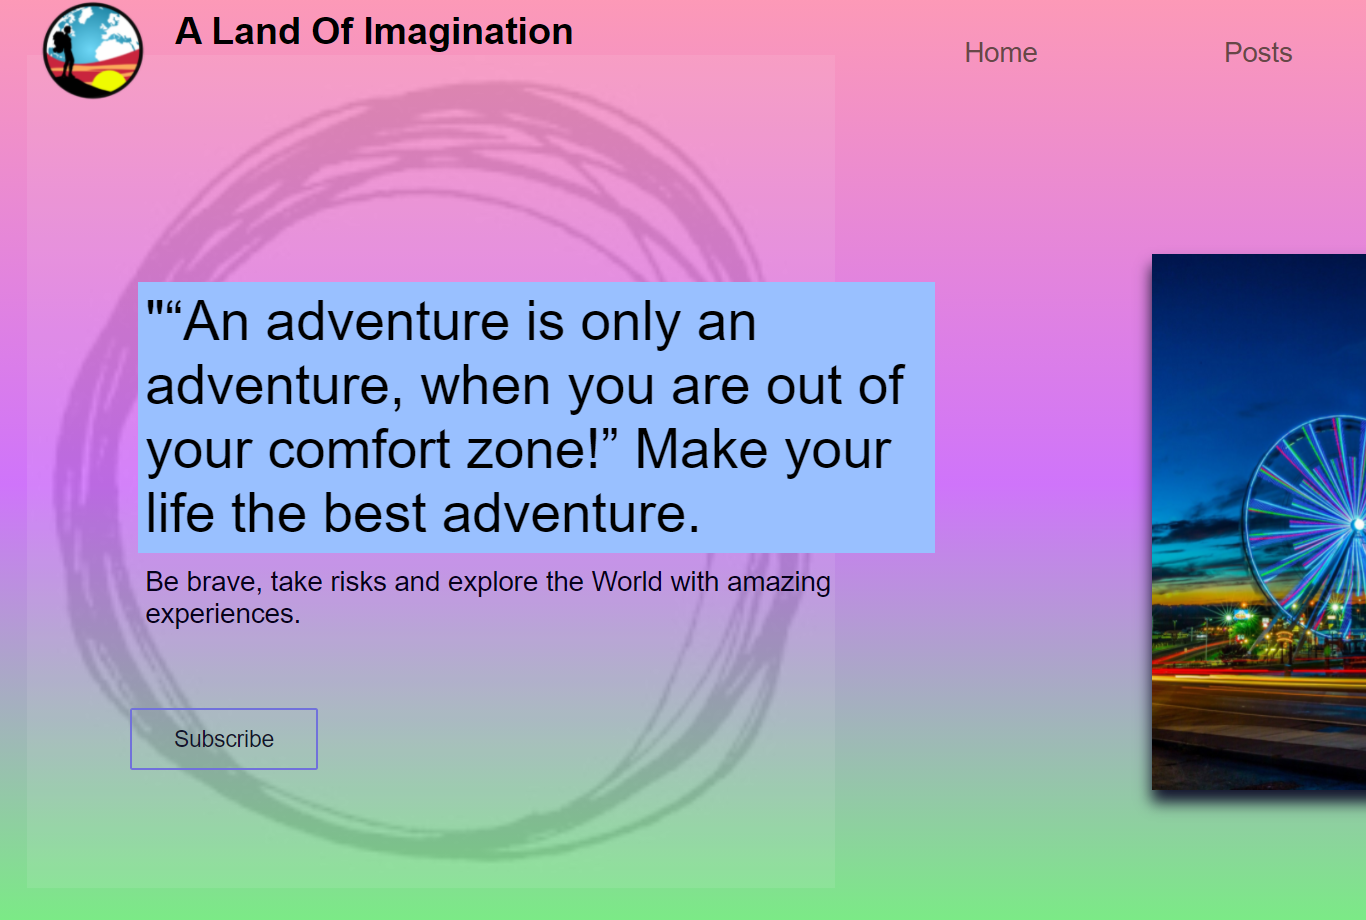 A Land Of Imagination
Home
Posts
"“An adventure is only an
adventure, when you are out of
your comfort zone!” Make your
life the best adventure.
Be brave, take risks and explore the World with amazing
experiences.
Subscribe